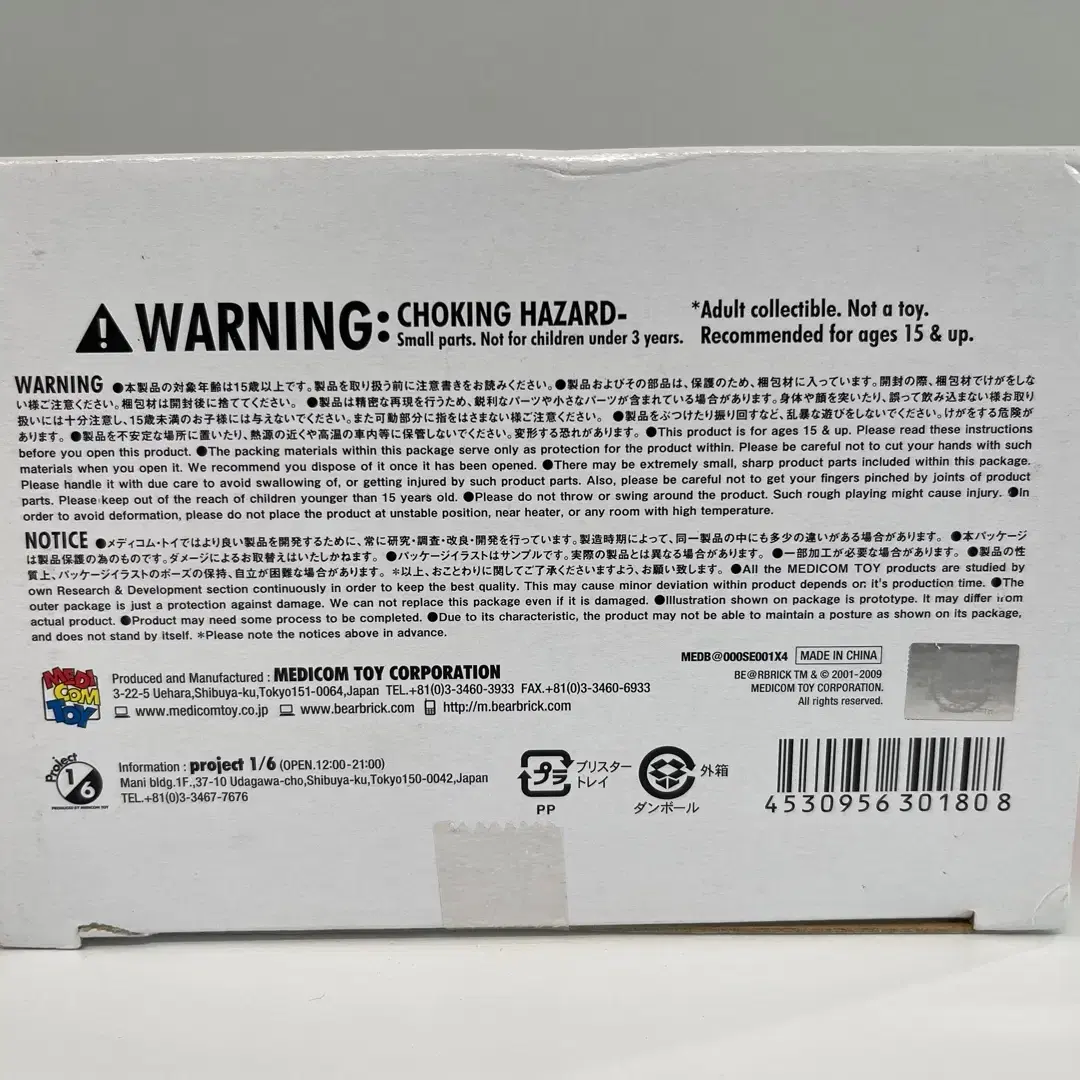 WARNING: CHOKING HAZARD-
Small parts. Not for children under 3 years.
*Adult collectible. Not a toy.
Recommended for ages 15 & up.
WARNING ●本製品の対象年齢は15歳以上です。製品を取り扱う前に注意書きをお読みください。●製品およびその部品は、保護のため、梱包材に入っています。開封の際、梱包材でけがをしな
い様ご注意ください。梱包材は開封後に捨ててください。 ●製品は精密な再現を行うため、鋭利なパーツや小さなパーツが含まれている場合があります。身体や顔を突いたり、誤って飲み込まない様お取り
扱いには十分注意し、15歳未満のお子様には与えないでください。また可動部分に指をはさまない様ご注意ください。 ●製品をぶつけたり振り回すなど、乱暴な遊びをしないでください。けがをする危険が
あります。●製品を不安定な場所に置いたり、熱源の近くや高温の車内等に保管しないでください。変形する恐れがあります。●This product is for ages 15 & up. Please read these instructions
before you open this product. ●The packing materials within this package serve only as protection for the product within. Please be careful not to cut your hands with such
materials when you open it. We recommend you dispose of it once it has been opened. ●There may be extremely small, sharp product parts included within this package.
Please handle it with due care to avoid swallowing of, or getting injured by such product parts. Also, please be careful not to get your fingers pinched by joints of product
parts. Please keep out of the reach of children younger than 15 years old. ●Please do not throw or swing around the product. Such rough playing might cause injury. ●In
order to avoid deformation, please do not place the product at unstable position, near heater, or any room with high temperature.
NOTICE ●メディコム・トイではより良い製品を開発するために、常に研究・調査・改良・開発を行っています。製造時期によって、同一製品の中にも多少の違いがある場合があります。 ●本パッケージ
は製品保護の為のものです。ダメージによるお取替えはいたしかねます。 ●パッケージイラストはサンプルです。実際の製品とは異なる場合があります。 ●一部加工が必要な場合があります。 ●製品の性
質上、パッケージイラストのポーズの保持、自立が困難な場合があります。 *以上、おことわりに関してご了承くださいますよう、お願い致します。 ●All the MEDICOM TOY products are studied by
own Research & Development section continuously in order to keep the best quality. This may cause minor deviation within product depends on it's production time. ●The
outer package is just a protection against damage. We can not replace this package even if it is damaged. ●Illustration shown on package is prototype. It may differ from
actual product. ●Product may need some process to be completed. ●Due to its characteristic, the product may not be able to maintain a posture as shown on its package,
and does not stand by itself. *Please note the notices above in advance.
MEDICOM TOY
Produced and Manufactured : MEDICOM TOY CORPORATION
3-22-5 Uehara,Shibuya-ku,Tokyo151-0064,Japan TEL.+81(0)3-3460-3933 FAX.+81(0)3-3460-6933
www.medicomtoy.co.jp www.bearbrick.com http://m.bearbrick.com
MEDB@000SE001X4 MADE IN CHINA
BE@RBRICK TM & © 2001-2009
MEDICOM TOY CORPORATION.
All rights reserved.
Project 1/6
PRODUCED BY MEDICOM TOY
Information : project 1/6 (OPEN.12:00-21:00)
Mani bldg.1F.,37-10 Udagawa-cho,Shibuya-ku,Tokyo150-0042,Japan
TEL.+81(0)3-3467-7676
プラ
PP
ブリスター
トレイ
ダンボール
外箱
4530956301808